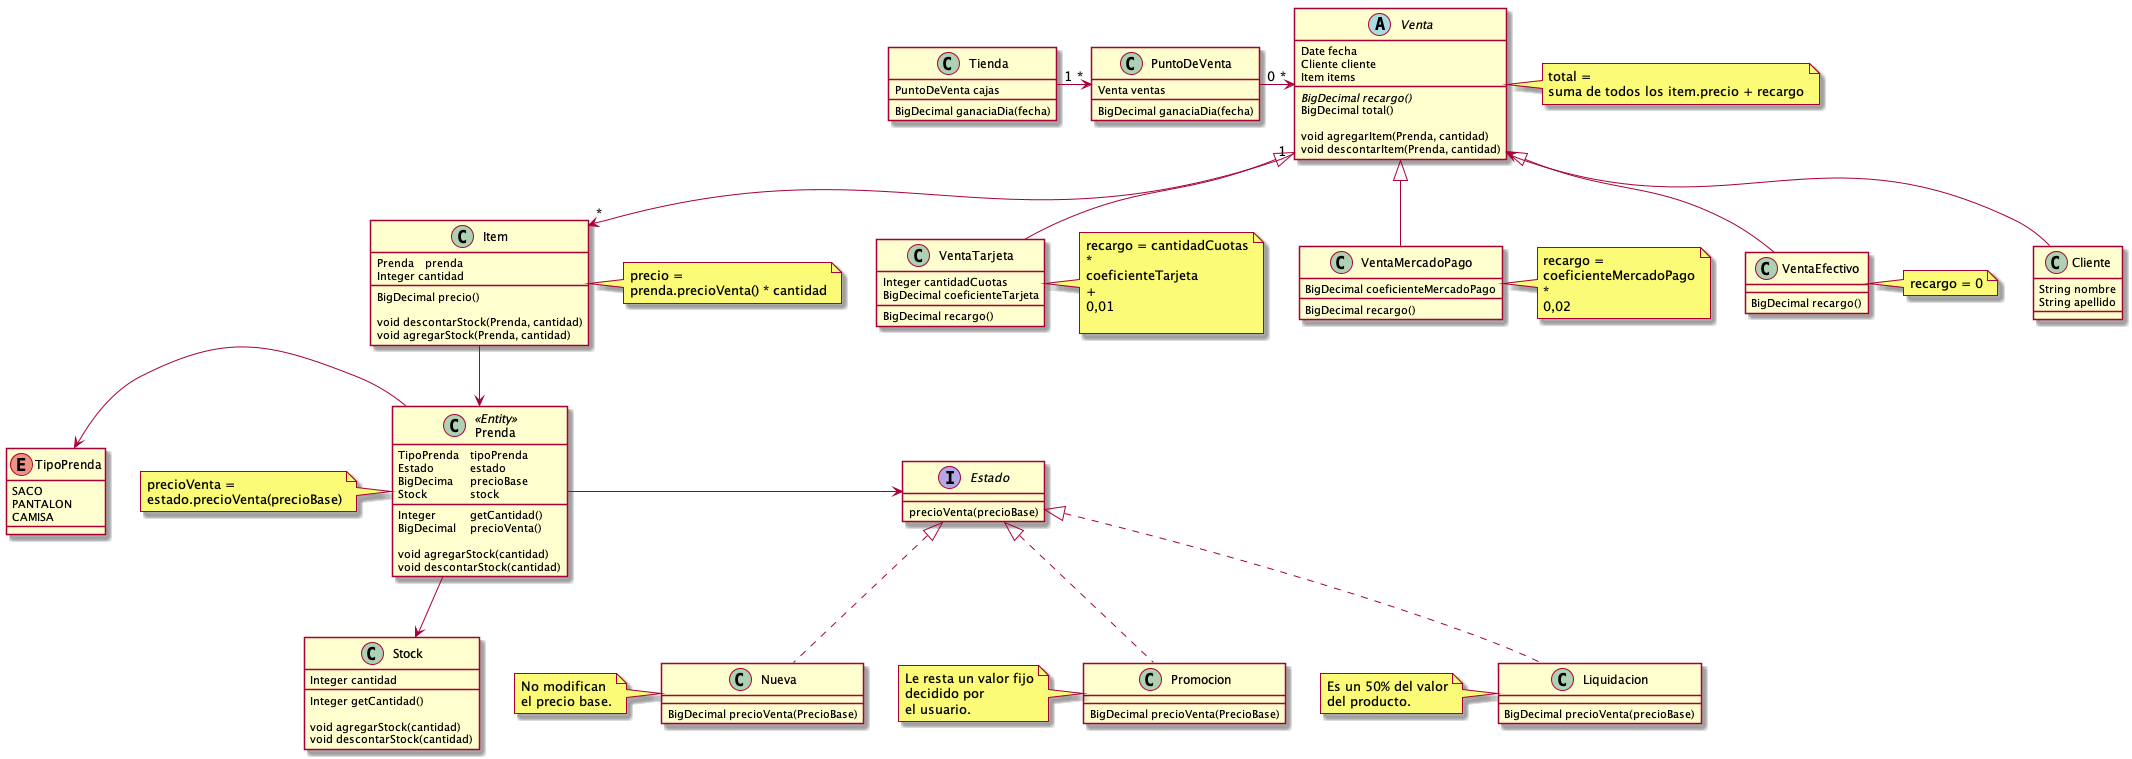 A Venta
Date fecha
Cliente cliente
Item items
BigDecimal recargo()
BigDecimal total()
void agregarItem(Prenda, cantidad)
void descontarItem(Prenda, cantidad)
total =
suma de todos los item.precio + recargo
C Tienda
PuntoDeVenta cajas
BigDecimal ganaciaDia(fecha)
1 *
C PuntoDeVenta
Venta ventas
BigDecimal ganaciaDia(fecha)
0 *
1
*
C Item
Prenda prenda
Integer cantidad
BigDecimal precio()
void descontarStock(Prenda, cantidad)
void agregarStock(Prenda, cantidad)
precio =
prenda.precioVenta() * cantidad
C VentaTarjeta
Integer cantidadCuotas
BigDecimal coeficienteTarjeta
BigDecimal recargo()
recargo = cantidadCuotas
*
coeficienteTarjeta
+
0,01
C VentaMercadoPago
BigDecimal coeficienteMercadoPago
BigDecimal recargo()
recargo =
coeficienteMercadoPago
*
0,02
C VentaEfectivo
BigDecimal recargo()
recargo = 0
C Cliente
String nombre
String apellido
E TipoPrenda
SACO
PANTALON
CAMISA
precioVenta =
estado.precioVenta(precioBase)
«Entity»
C Prenda
TipoPrenda tipoPrenda
Estado estado
BigDecima precioBase
Stock stock
Integer getCantidad()
BigDecimal precioVenta()
void agregarStock(cantidad)
void descontarStock(cantidad)
I Estado
precioVenta(precioBase)
C Stock
Integer cantidad
Integer getCantidad()
void agregarStock(cantidad)
void descontarStock(cantidad)
No modifican
el precio base.
C Nueva
BigDecimal precioVenta(PrecioBase)
Le resta un valor fijo
decidido por
el usuario.
C Promocion
BigDecimal precioVenta(PrecioBase)
Es un 50% del valor
del producto.
C Liquidacion
BigDecimal precioVenta(precioBase)